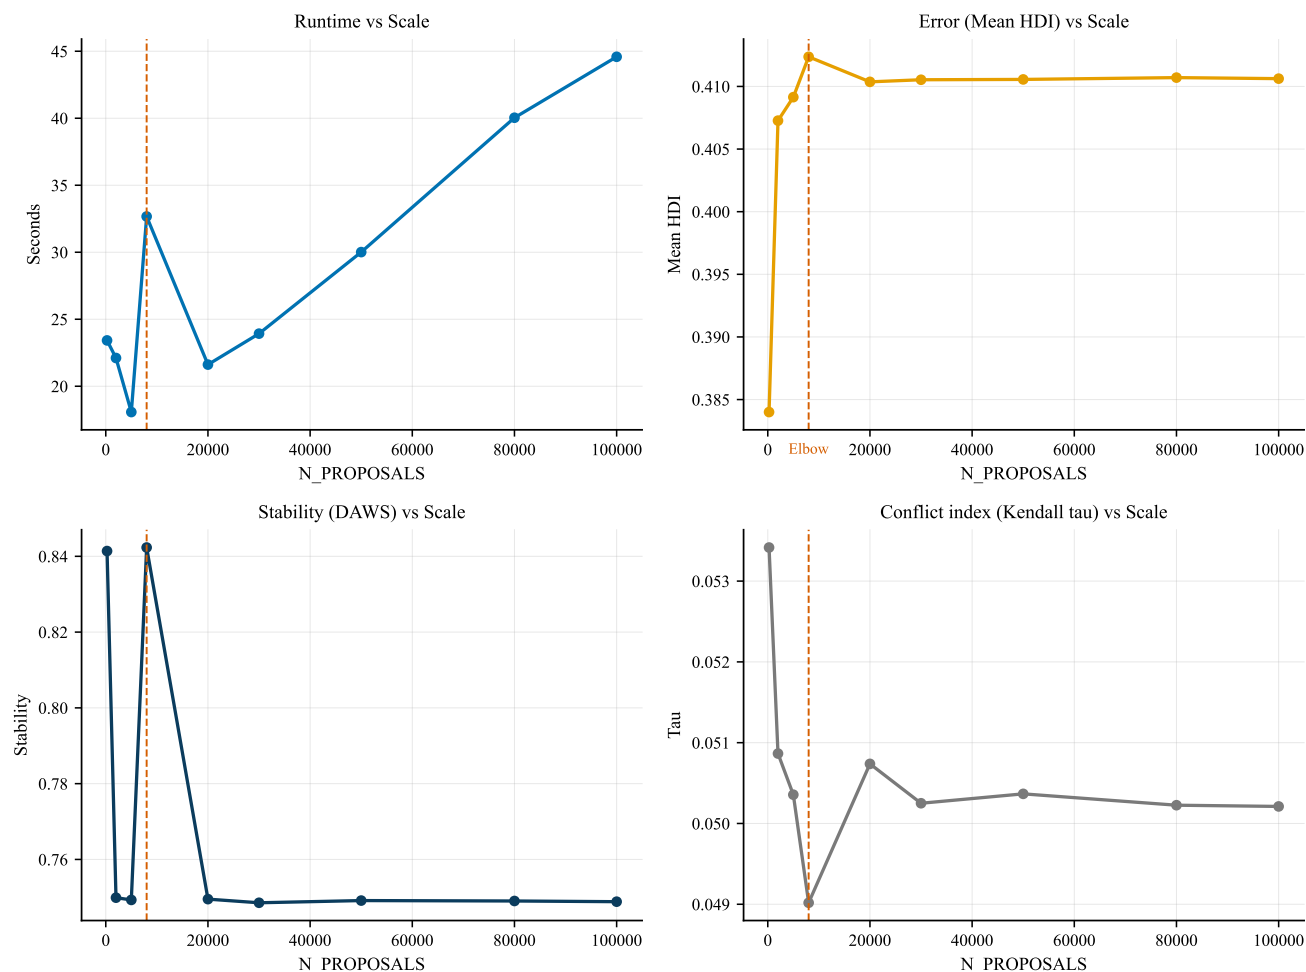 Runtime vs Scale
45
40
35
30
25
20
Seconds
0 20000 40000 60000 80000 100000
N_PROPOSALS
Error (Mean HDI) vs Scale
0.410
0.405
0.400
0.395
0.390
0.385
Mean HDI
0 20000 40000 60000 80000 100000
Elbow
N_PROPOSALS
Stability (DAWS) vs Scale
0.84
0.82
0.80
0.78
0.76
Stability
0 20000 40000 60000 80000 100000
N_PROPOSALS
Conflict index (Kendall tau) vs Scale
0.053
0.052
0.051
0.050
0.049
Tau
0 20000 40000 60000 80000 100000
N_PROPOSALS